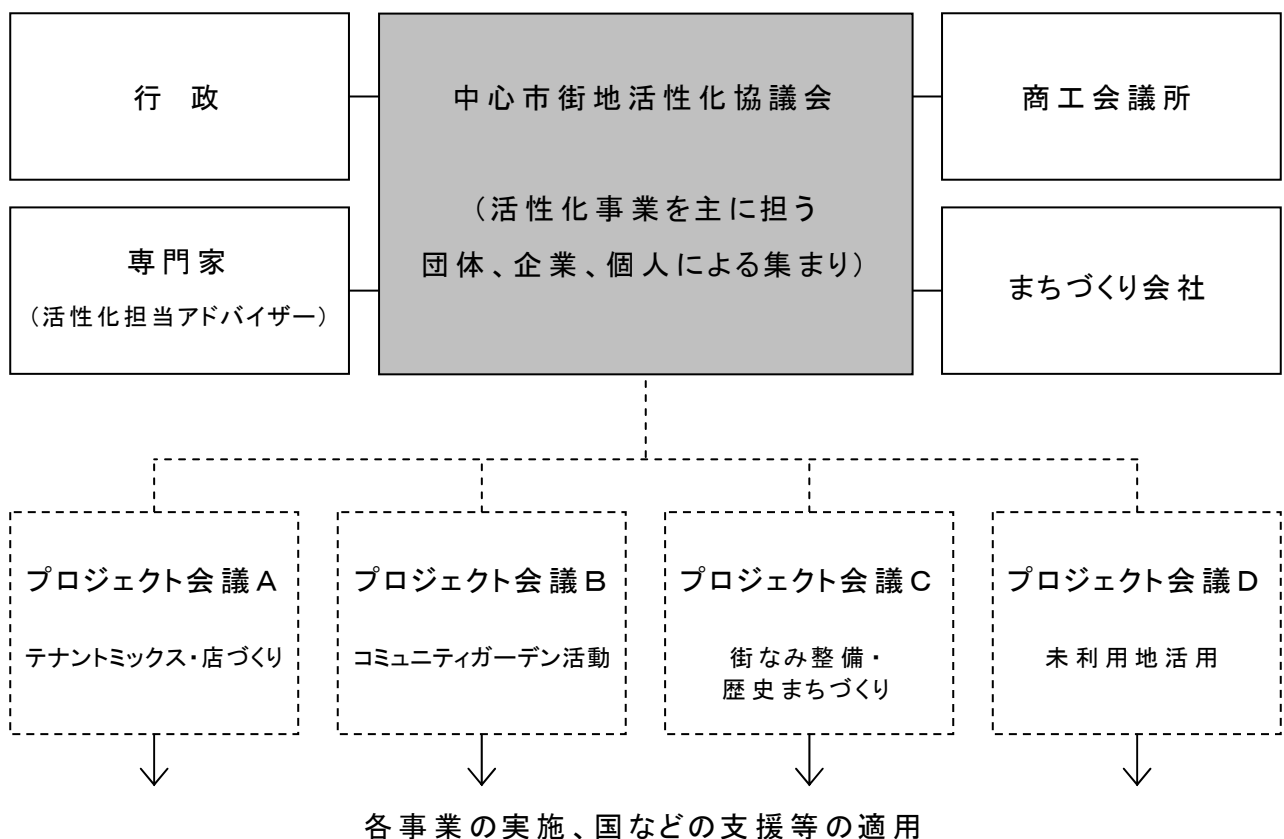 行　政
専門家
（活性化担当アドバイザー）
中心市街地活性化協議会
（活性化事業を主に担う
団体、企業、個人による集まり）
商工会議所
まちづくり会社
プロジェクト会議A
テナントミックス・店づくり
プロジェクト会議B
コミュニティガーデン活動
プロジェクト会議C
街なみ整備・
歴史まちづくり
プロジェクト会議D
未利用地活用
各事業の実施、国などの支援等の適用